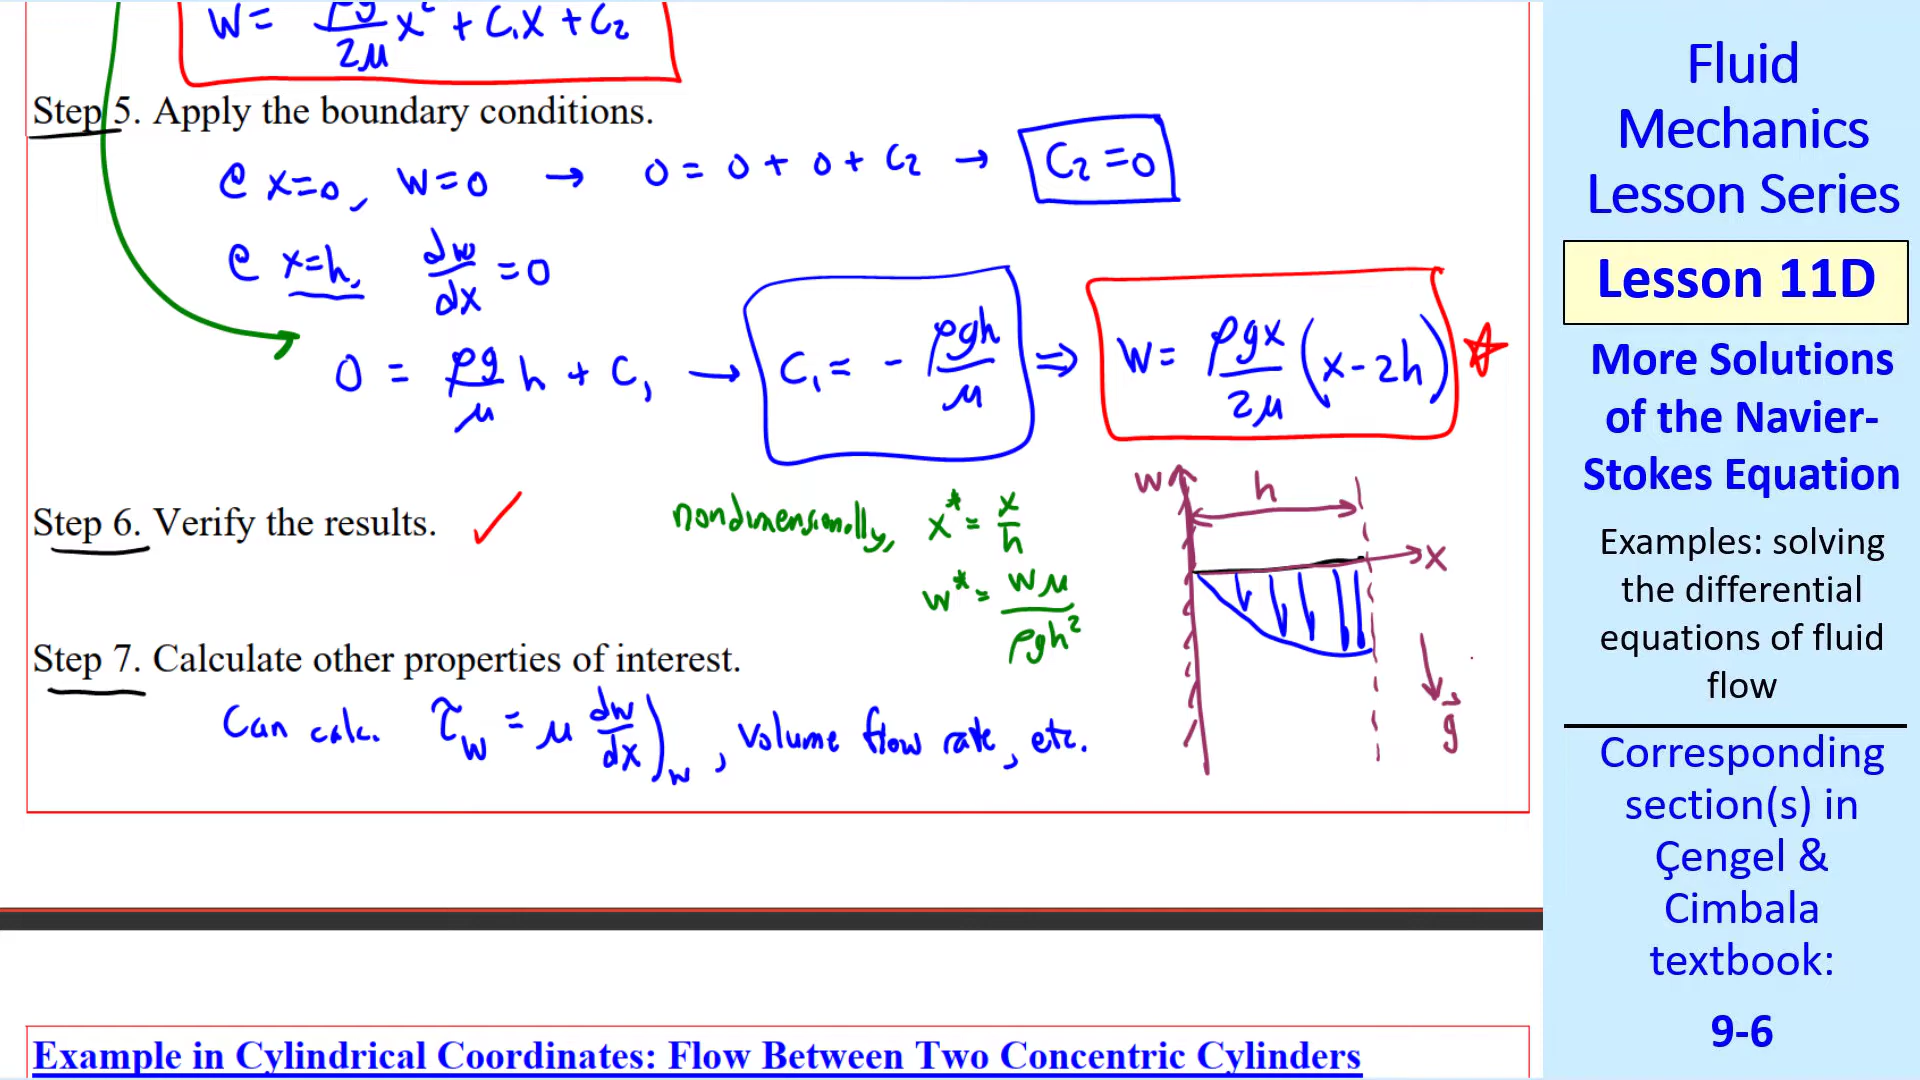 w = ρg/2μ x² + C₁x + C₂
Step 5. Apply the boundary conditions.
@ x=0, w=0 → 0 = 0 + 0 + C₂ → C₂ = 0
@ x=h, dw/dx = 0
0 = ρg/μ h + C₁ → C₁ = - ρgh/μ ⇒ w = ρgx/2μ (x-2h)
Step 6. Verify the results.
nondimensionally, x* = x/h
w* = wμ/ρgh²
w
h
x
g
Step 7. Calculate other properties of interest.
Can calc. τw = μ dw/dx)w, volume flow rate, etc.
Example in Cylindrical Coordinates: Flow Between Two Concentric Cylinders
Fluid
Mechanics
Lesson Series
Lesson 11D
More Solutions
of the Navier-
Stokes Equation
Examples: solving
the differential
equations of fluid
flow
Corresponding
section(s) in
Çengel &
Cimbala
textbook:
9-6